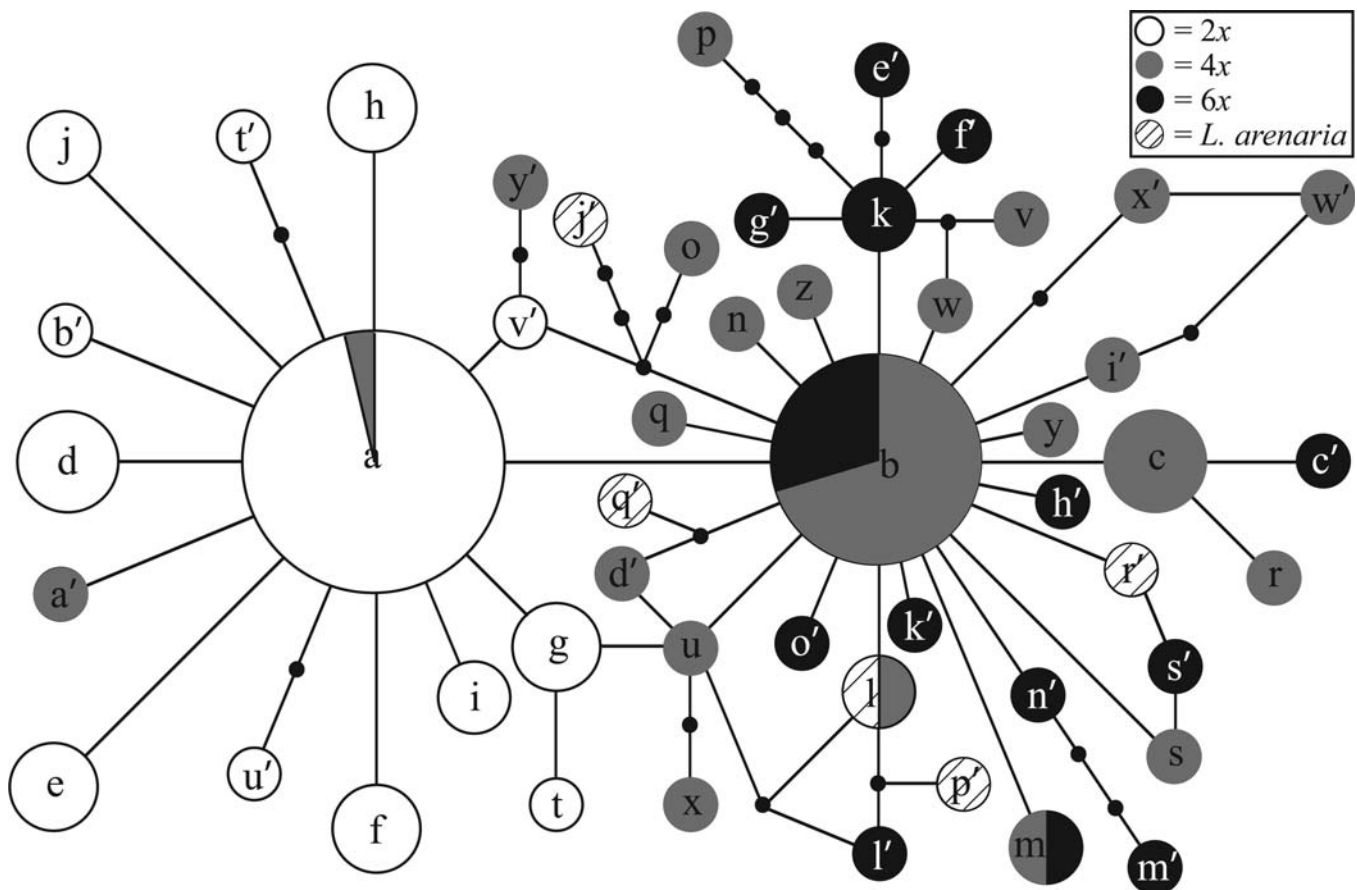 p
= 2x
e′
= 4x
h
= 6x
f′
= L. arenaria
j
t′
y′
x′
w′
j′
g′
k
v
o
z
w
b′
v′
n
i′
q
y
d
a
b
c
c′
q′
h′
a′
d′
r′
r
g
u
o′
k′
i
l
n′
s′
s
e
u′
f
t
x
p′
l′
m
m′